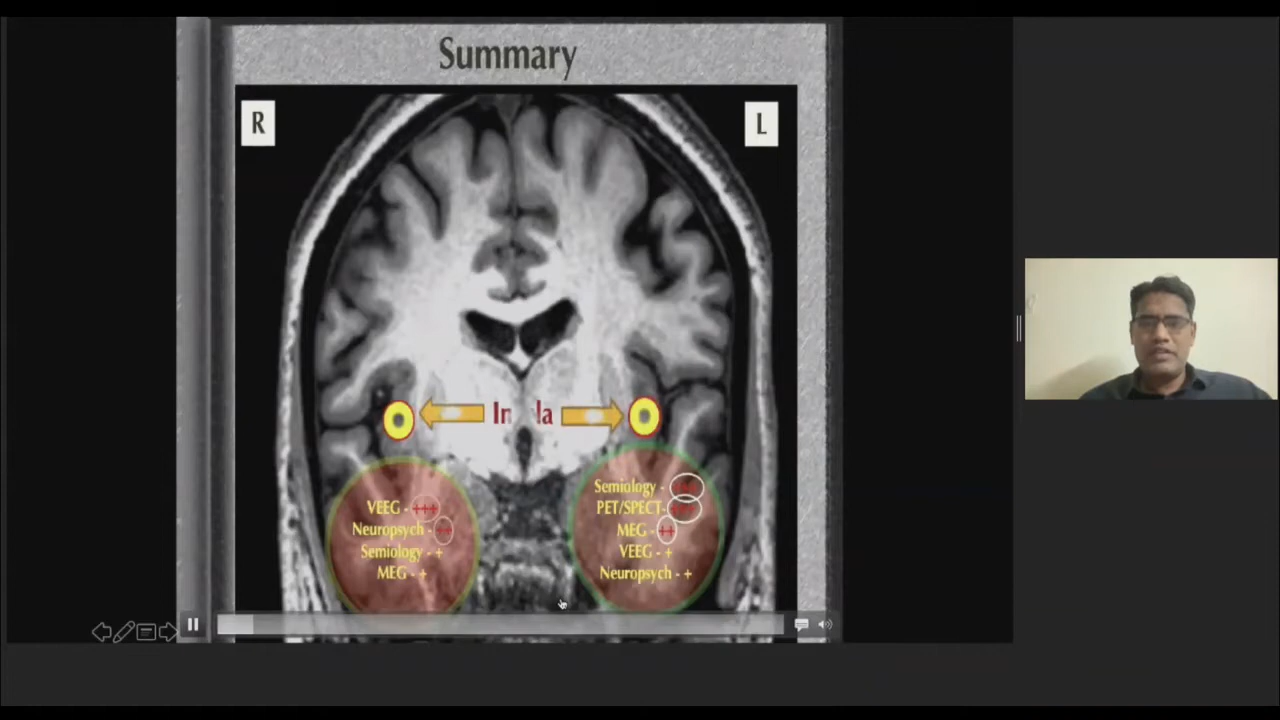 Summary
R
L
VEEG - +++
Neuropsych - ++
Semiology - +
MEG - +
Semiology -
PET/SPECT-
MEG - ++
VEEG - +
Neuropsych - +